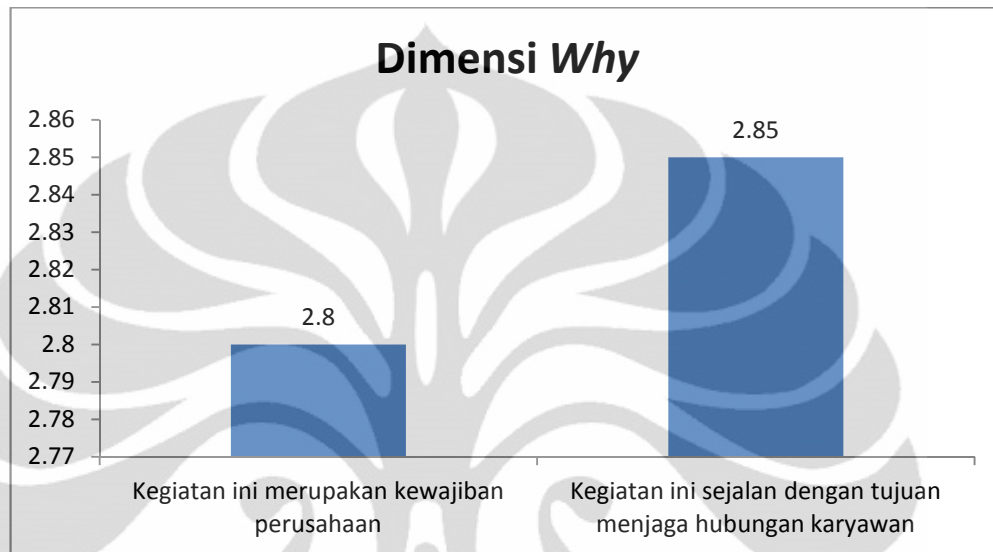 Dimensi Why
2.86
2.85
2.84
2.83
2.82
2.81
2.8
2.79
2.78
2.77
2.8
2.85
Kegiatan ini merupakan kewajiban
perusahaan
Kegiatan ini sejalan dengan tujuan
menjaga hubungan karyawan